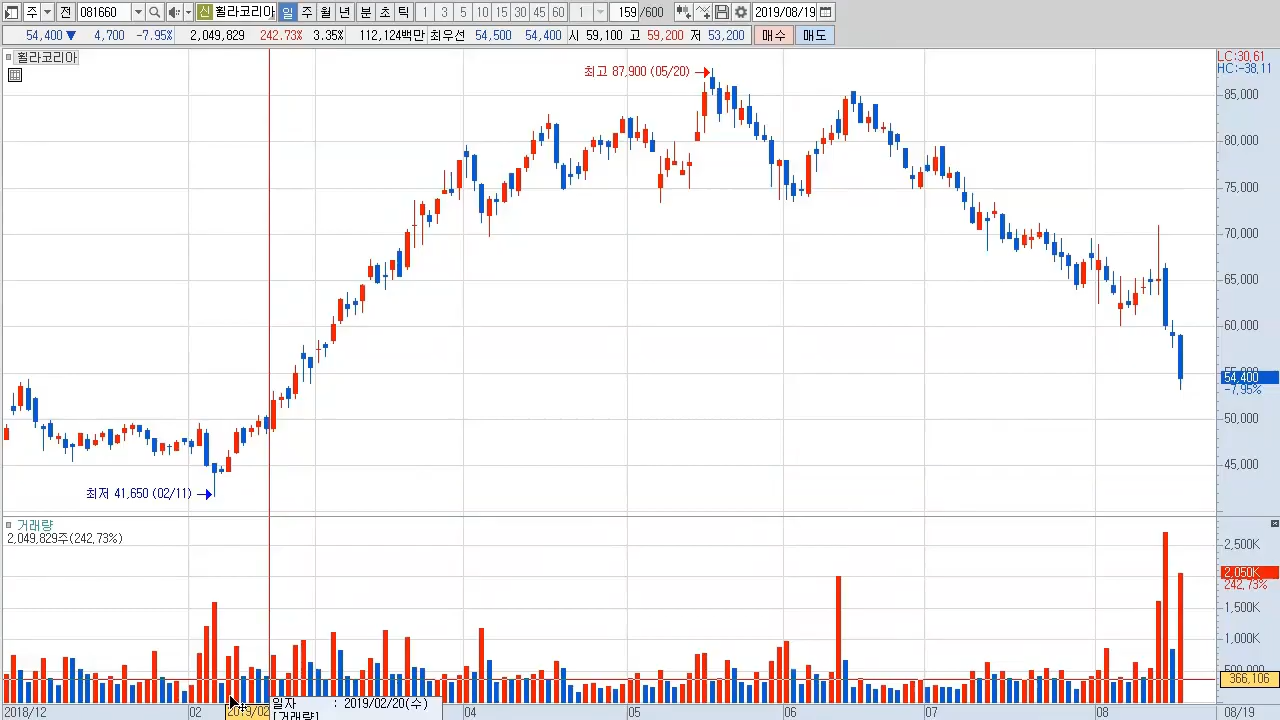 주 전 081660 신 휠라코리아 일 주 월 년 분 초 틱 1 3 5 10 15 30 45 60 1 159 /600 2019/08/19
54,400 ▼ 4,700 -7.95% 2,049,829 242.73% 3.35% 112,124백만 최우선 54,500 54,400 시 59,100 고 59,200 저 53,200 매수 매도
휠라코리아
LC:30,61
HC:-38,11
최고 87,900 (05/20)
85,000
80,000
75,000
70,000
65,000
60,000
55,000
54,400
-7.95%
50,000
45,000
최저 41,650 (02/11)
거래량
2,049,829주(242,73%)
2,500K
2,050K
242,73%
1,500K
1,000K
500,000
366,106
일자 : 2019/02/20(수)
[거래량]
2018/12 02 2019/02 04 05 06 07 08 08/19